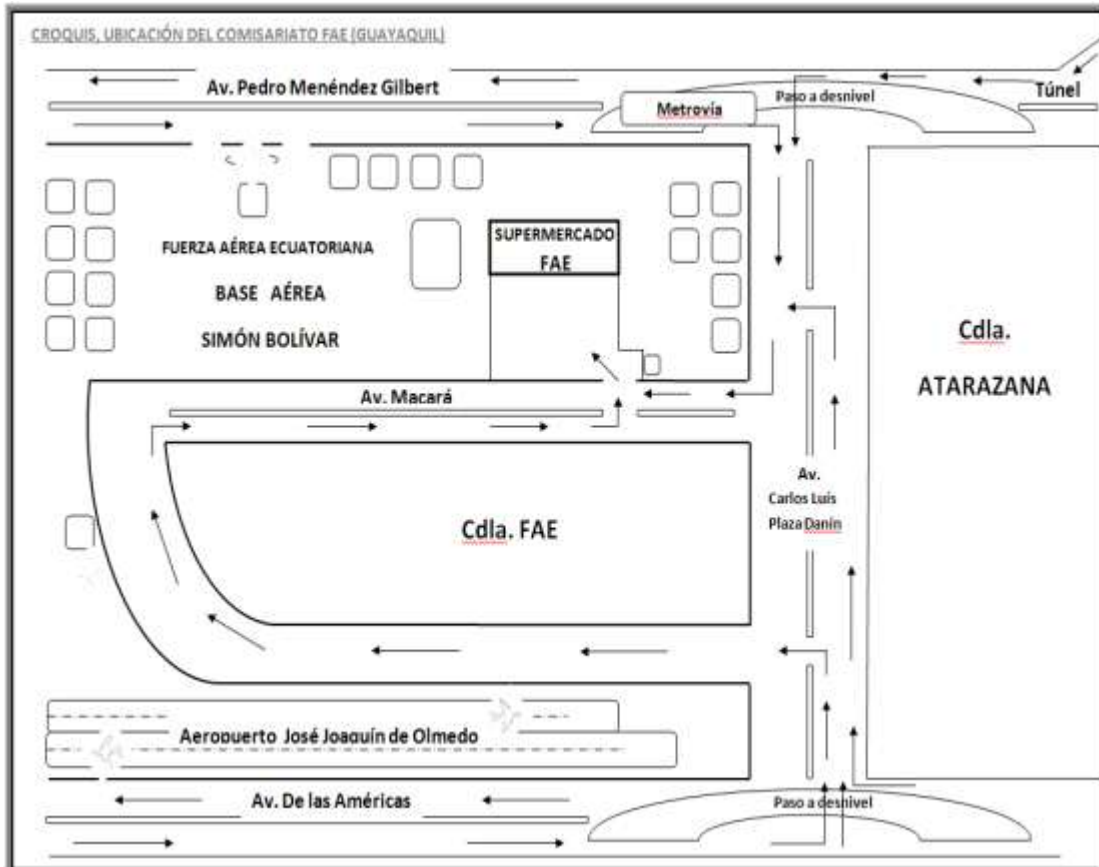 CROQUIS, UBICACIÓN DEL COMISARIATO FAE (GUAYAQUIL)
Av. Pedro Menéndez Gilbert
Metrovía
Paso a desnivel
Túnel
SUPERMERCADO
FAE
FUERZA AÉREA ECUATORIANA
BASE AÉREA
SIMÓN BOLÍVAR
Cdla.
ATARAZANA
Av. Macará
Av.
Carlos Luis
Plaza Danín
Cdla. FAE
Aeropuerto José Joaquín de Olmedo
Av. De las Américas
Paso a desnivel